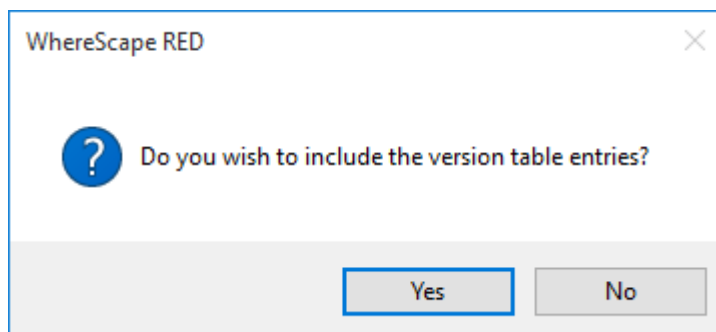 WhereScape RED
Do you wish to include the version table entries?
Yes
No